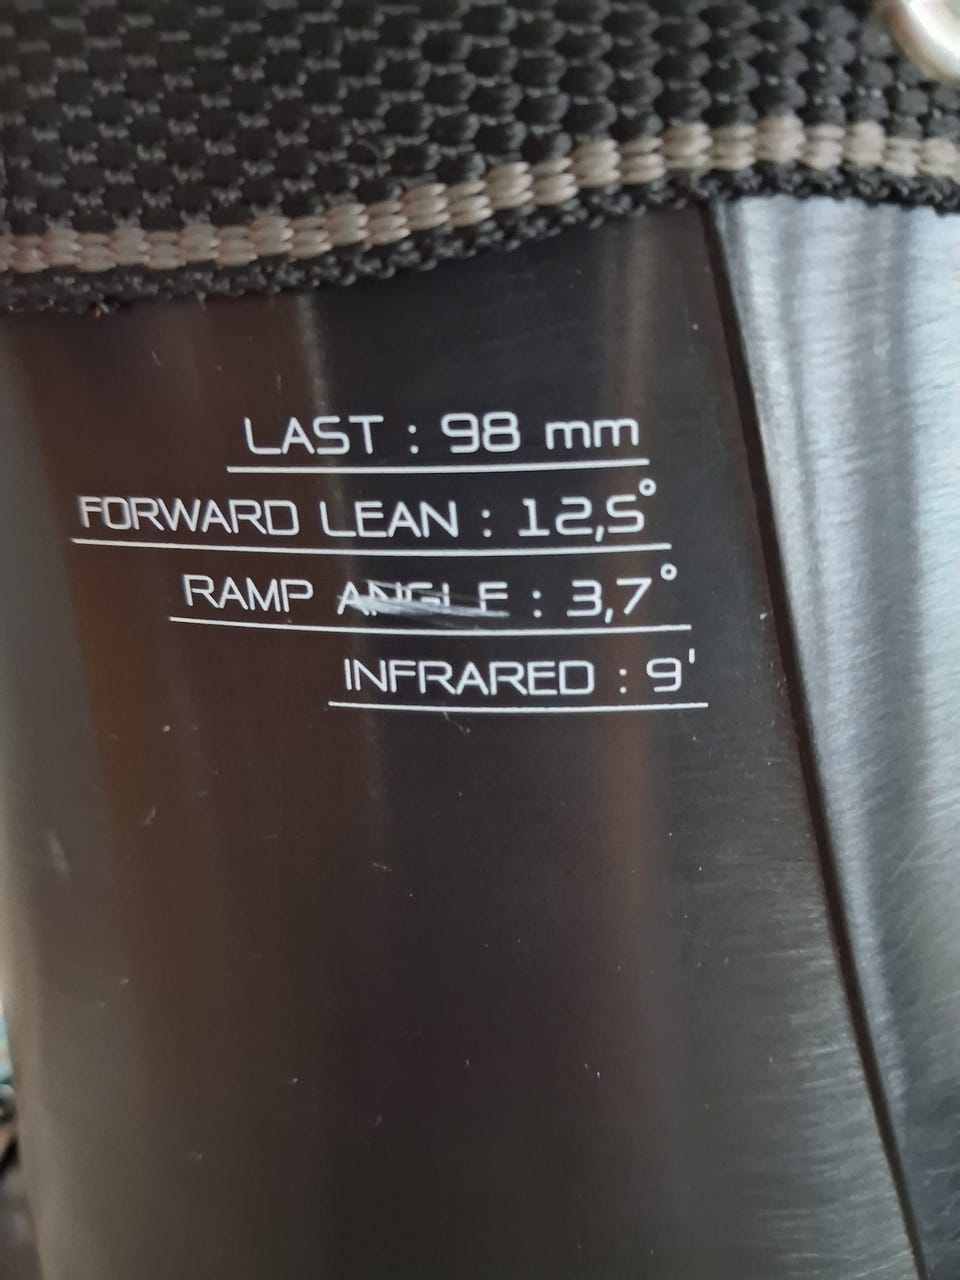 LAST : 98 mm
FORWARD LEAN : 12,5°
RAMP ANGLE : 3,7°
INFRARED : 9'